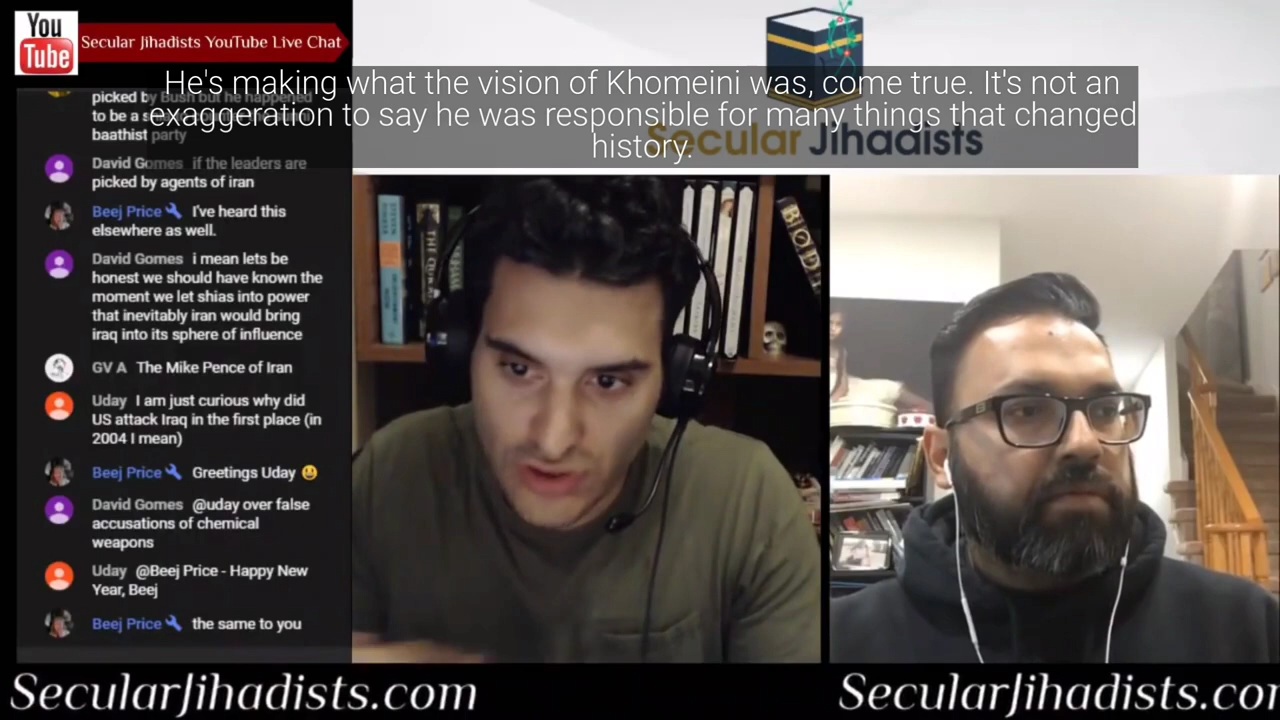 You
Tube
Secular Jihadists YouTube Live Chat
He's making what the vision of Khomeini was, come true. It's not an
exaggeration to say he was responsible for many things that changed
history.
Secular Jihadists
picked by Bush but he happened
to be a
baathist party
David Gomes if the leaders are
picked by agents of iran
Beej Price I've heard this
elsewhere as well.
David Gomes i mean lets be
honest we should have known the
moment we let shias into power
that inevitably iran would bring
iraq into its sphere of influence
GV A The Mike Pence of Iran
Uday I am just curious why did
US attack Iraq in the first place (in
2004 I mean)
Beej Price Greetings Uday
David Gomes @uday over false
accusations of chemical
weapons
Uday @Beej Price - Happy New
Year, Beej
Beej Price the same to you
SecularJihadists.com
SecularJihadists.com